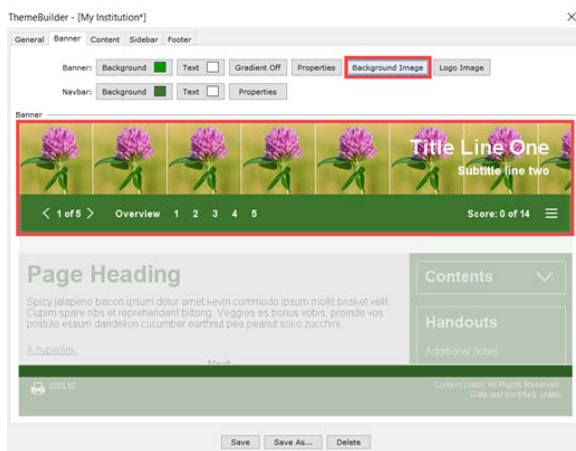 ThemeBuilder - [My Institution*]
General Banner Content Sidebar Footer
Banner: Background Text Gradient Off Properties Background Image Logo Image
Navbar: Background Text Properties
Banner
Title Line One
Subtitle line two
< 1 of 5 > Overview 1 2 3 4 5 Score: 0 of 14
Page Heading
Spicy jalapeno bacon ipsum dolor amet kevin commodo ipsum mollit brisket velit.
Cupim spare ribs et reprehenderit biltong. Veggies es bonus vobis, proinde vos
postulo essum dandelion cucumber earthnut pea peanut soko zucchini.
A hyperlink.
Next
Contents
Handouts
Additional notes
print all
Content (date). All Rights Reserved.
Date last modified: (date).
Save Save As... Delete